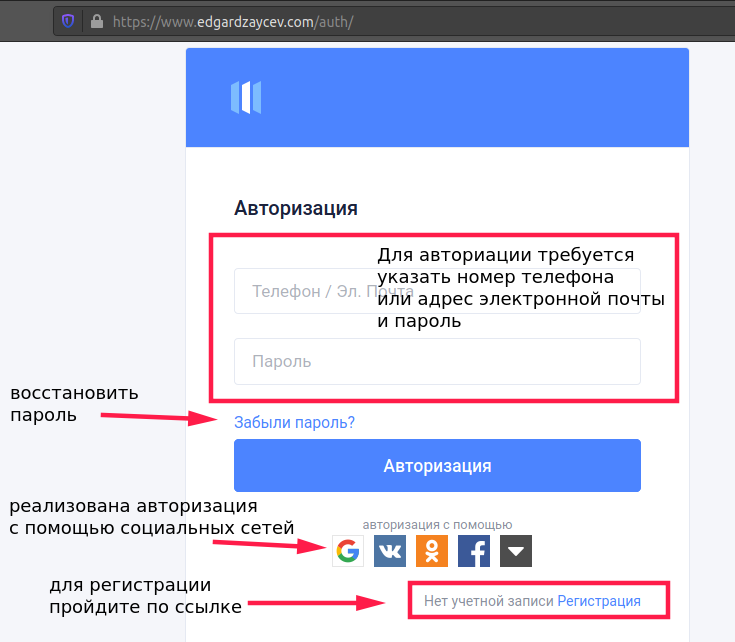 https://www.edgardzaycev.com/auth/
Авторизация
Для авториации требуется
указать номер телефона
Телефон / Эл. Почта
или адрес электронной почты
и пароль
Пароль
восстановить
пароль
Забыли пароль?
Авторизация
реализована авторизация
с помощью социальных сетей
авторизация с помощью
для регистрации
пройдите по ссылке
Нет учетной записи Регистрация